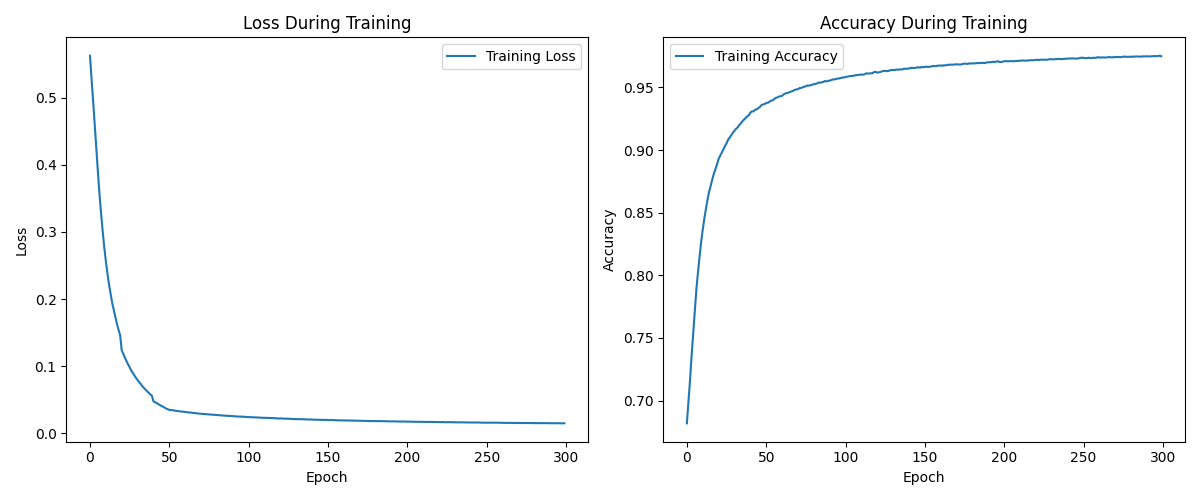 Loss During Training
Training Loss
0.5
0.4
0.3
0.2
0.1
0.0
Loss
0 50 100 150 200 250 300
Epoch
Accuracy During Training
Training Accuracy
0.95
0.90
0.85
0.80
0.75
0.70
Accuracy
0 50 100 150 200 250 300
Epoch